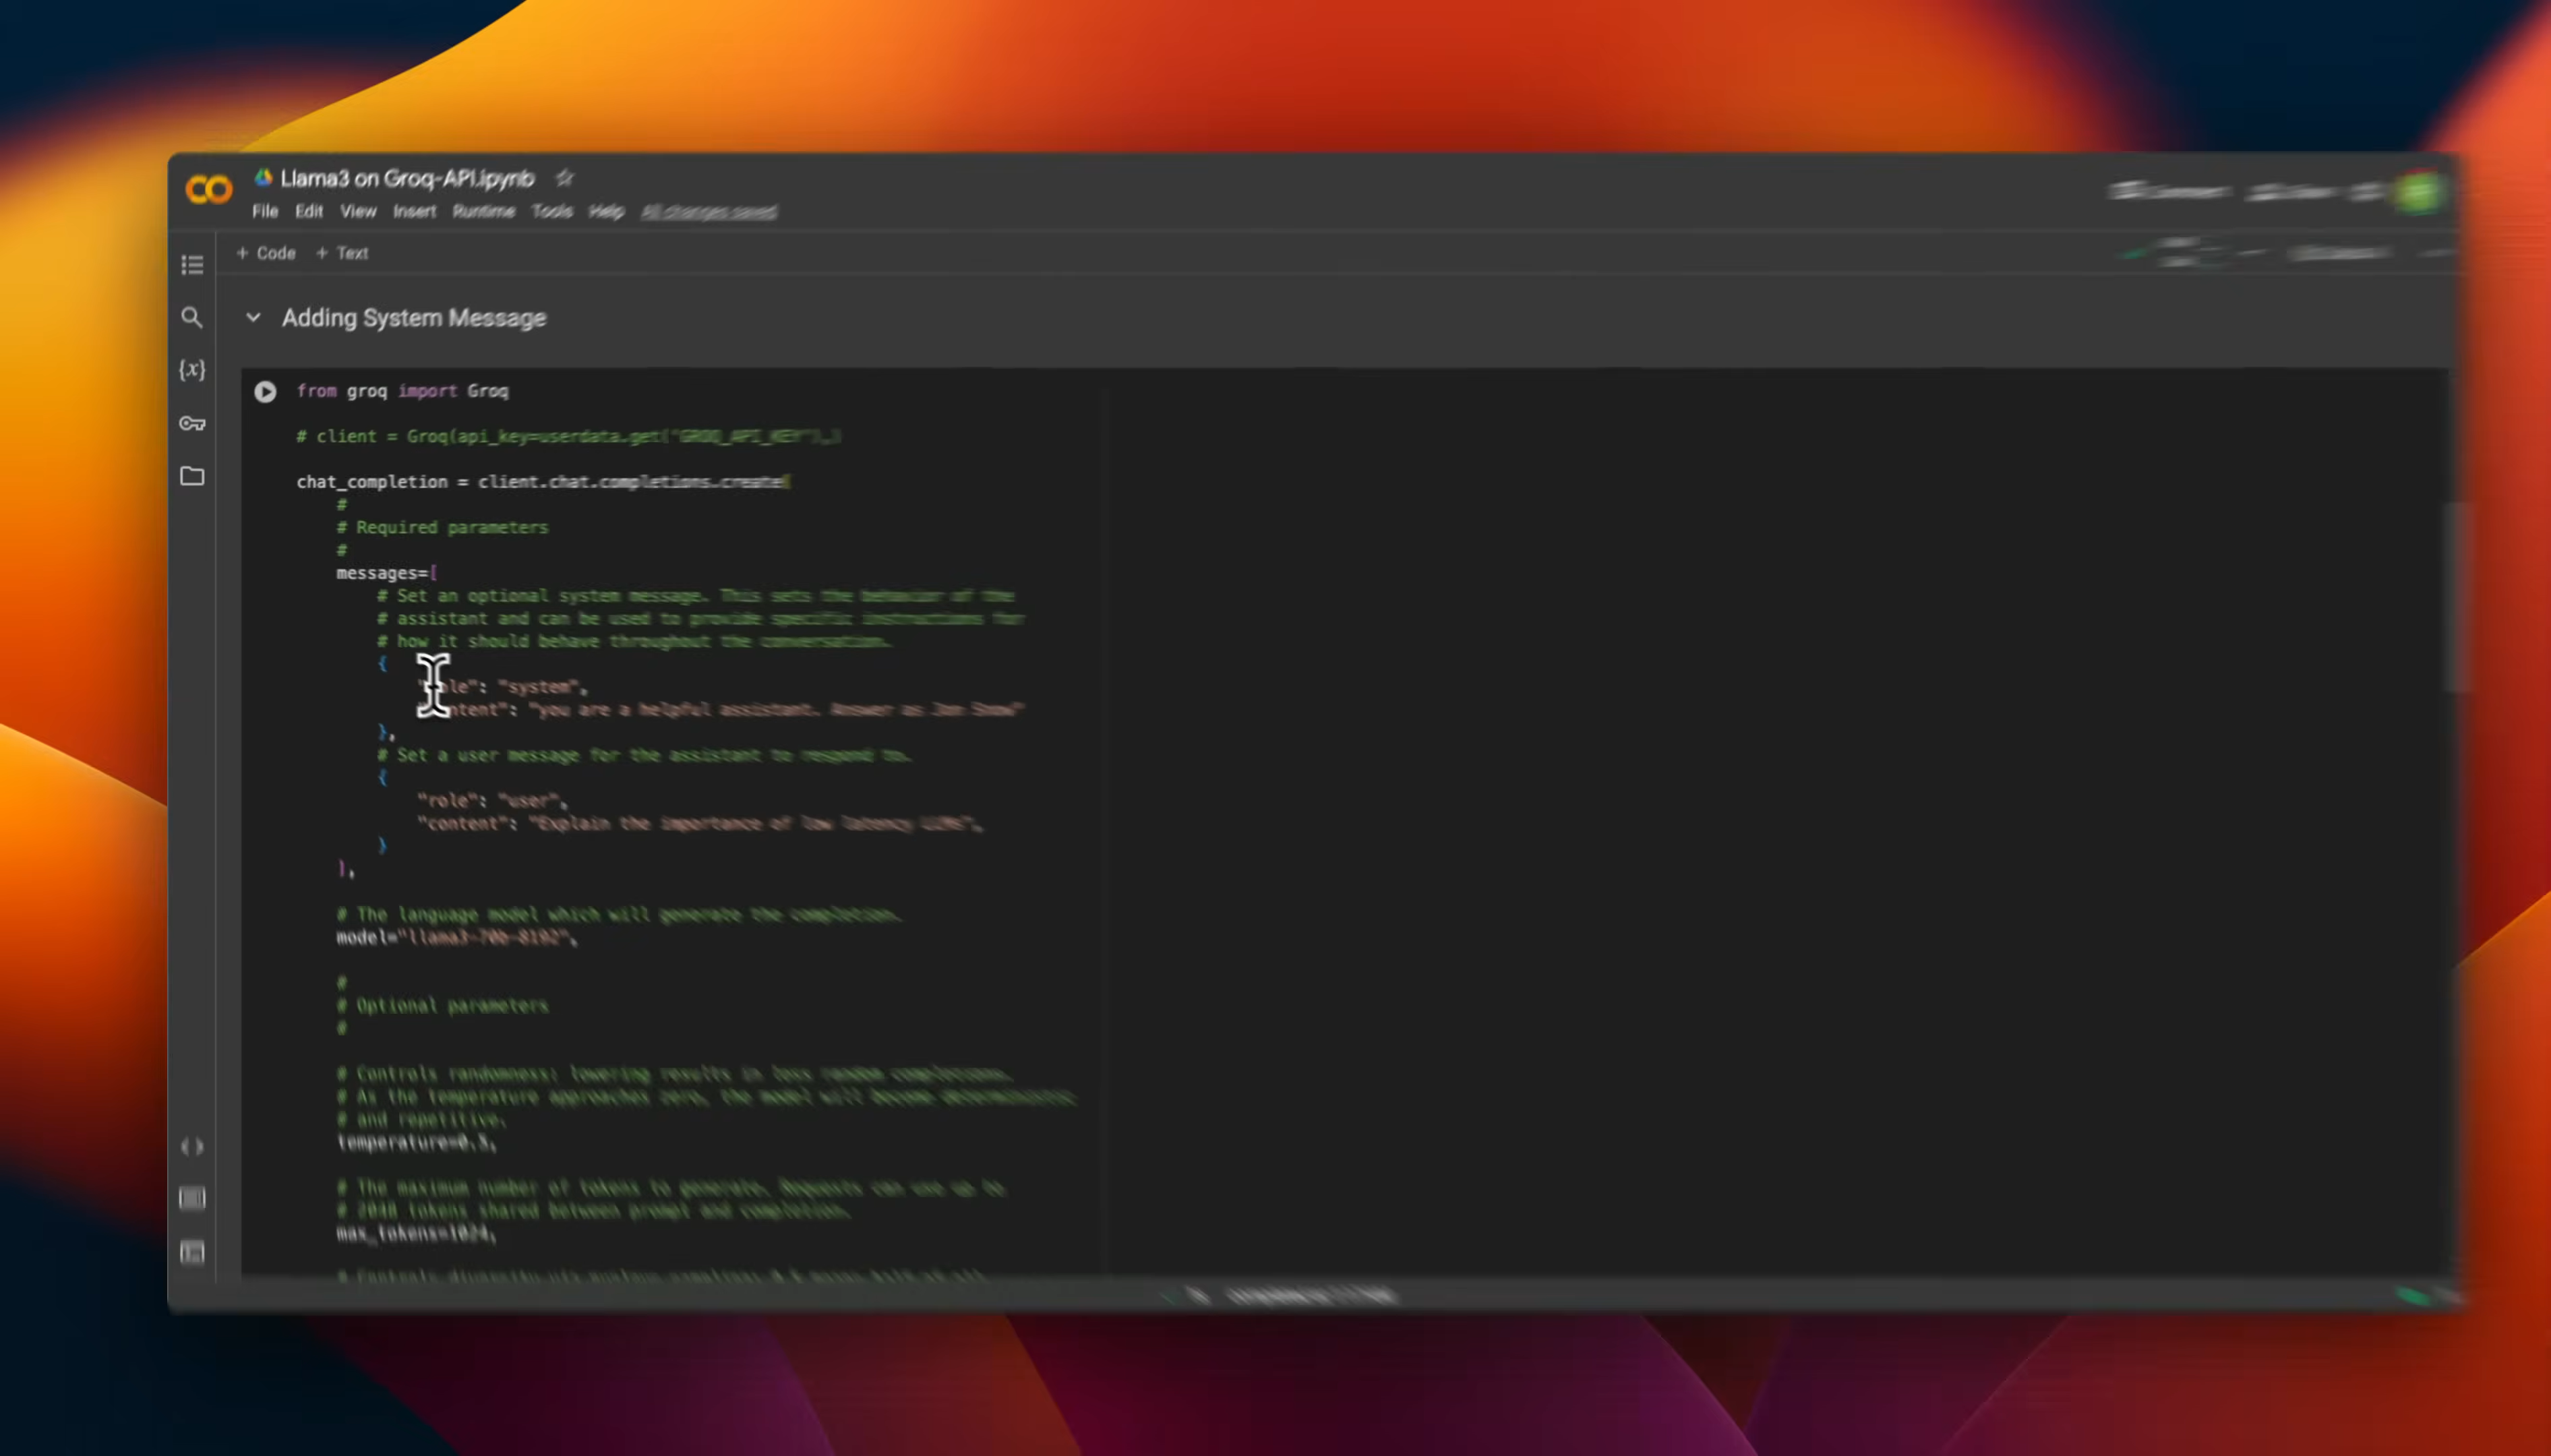 Llama3 on Groq-API.ipynb
File Edit View Insert Runtime Tools Help All changes saved
+ Code + Text
Adding System Message
from groq import Groq
# client = Groq(api_key=userdata.get("GROQ_API_KEY"),)
chat_completion = client.chat.completions.create(
#
# Required parameters
#
messages=[
# Set an optional system message. This sets the behavior of the
# assistant and can be used to provide specific instructions for
# how it should behave throughout the conversation.
{
"role": "system",
"content": "you are a helpful assistant. Answer as Jon Snow"
},
# Set a user message for the assistant to respond to.
{
"role": "user",
"content": "Explain the importance of low latency LLMs",
}
],
# The language model which will generate the completion.
model="llama3-70b-8192",
#
# Optional parameters
#
# Controls randomness: lowering results in less random completions.
# As the temperature approaches zero, the model will become deterministic
# and repetitive.
temperature=0.5,
# The maximum number of tokens to generate. Requests can use up to
# 2048 tokens shared between prompt and completion.
max_tokens=1024,